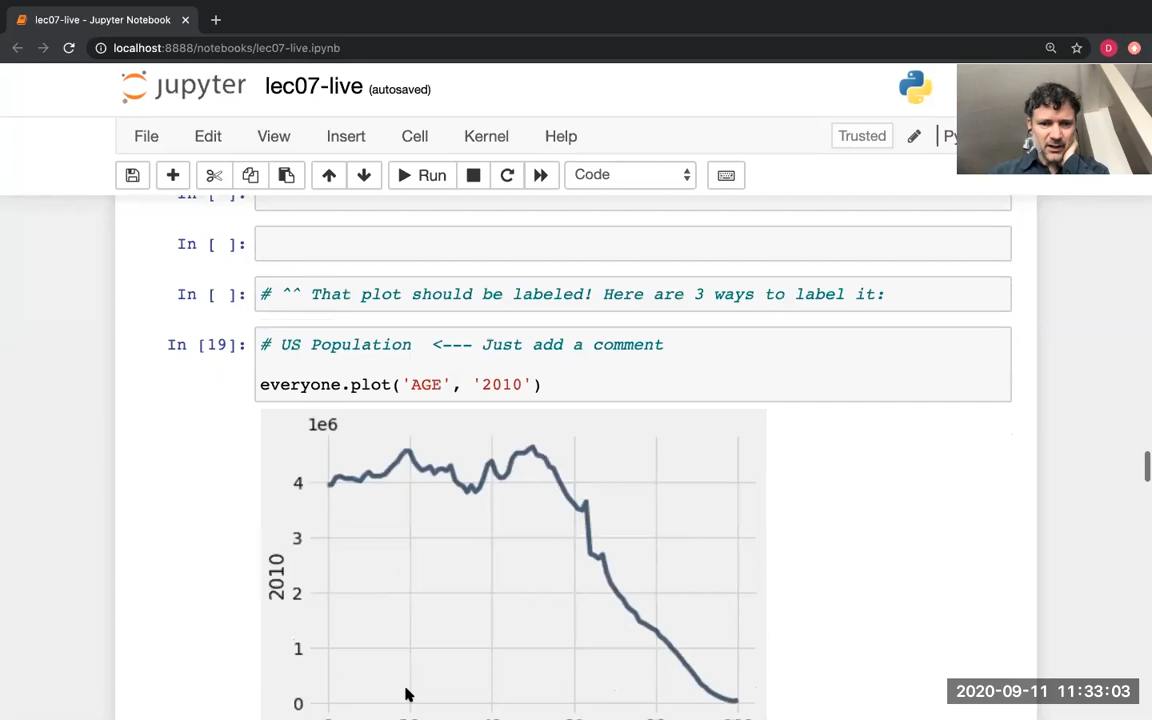 lec07-live - Jupyter Notebook
localhost:8888/notebooks/lec07-live.ipynb
D
jupyter lec07-live (autosaved)
File Edit View Insert Cell Kernel Help Trusted
Run Code
In [ ]:
In [ ]:
In [ ]: # ^^ That plot should be labeled! Here are 3 ways to label it:
In [19]: # US Population <--- Just add a comment
everyone.plot('AGE', '2010')
1e6
4
3
2
1
0
2010
2020-09-11 11:33:03